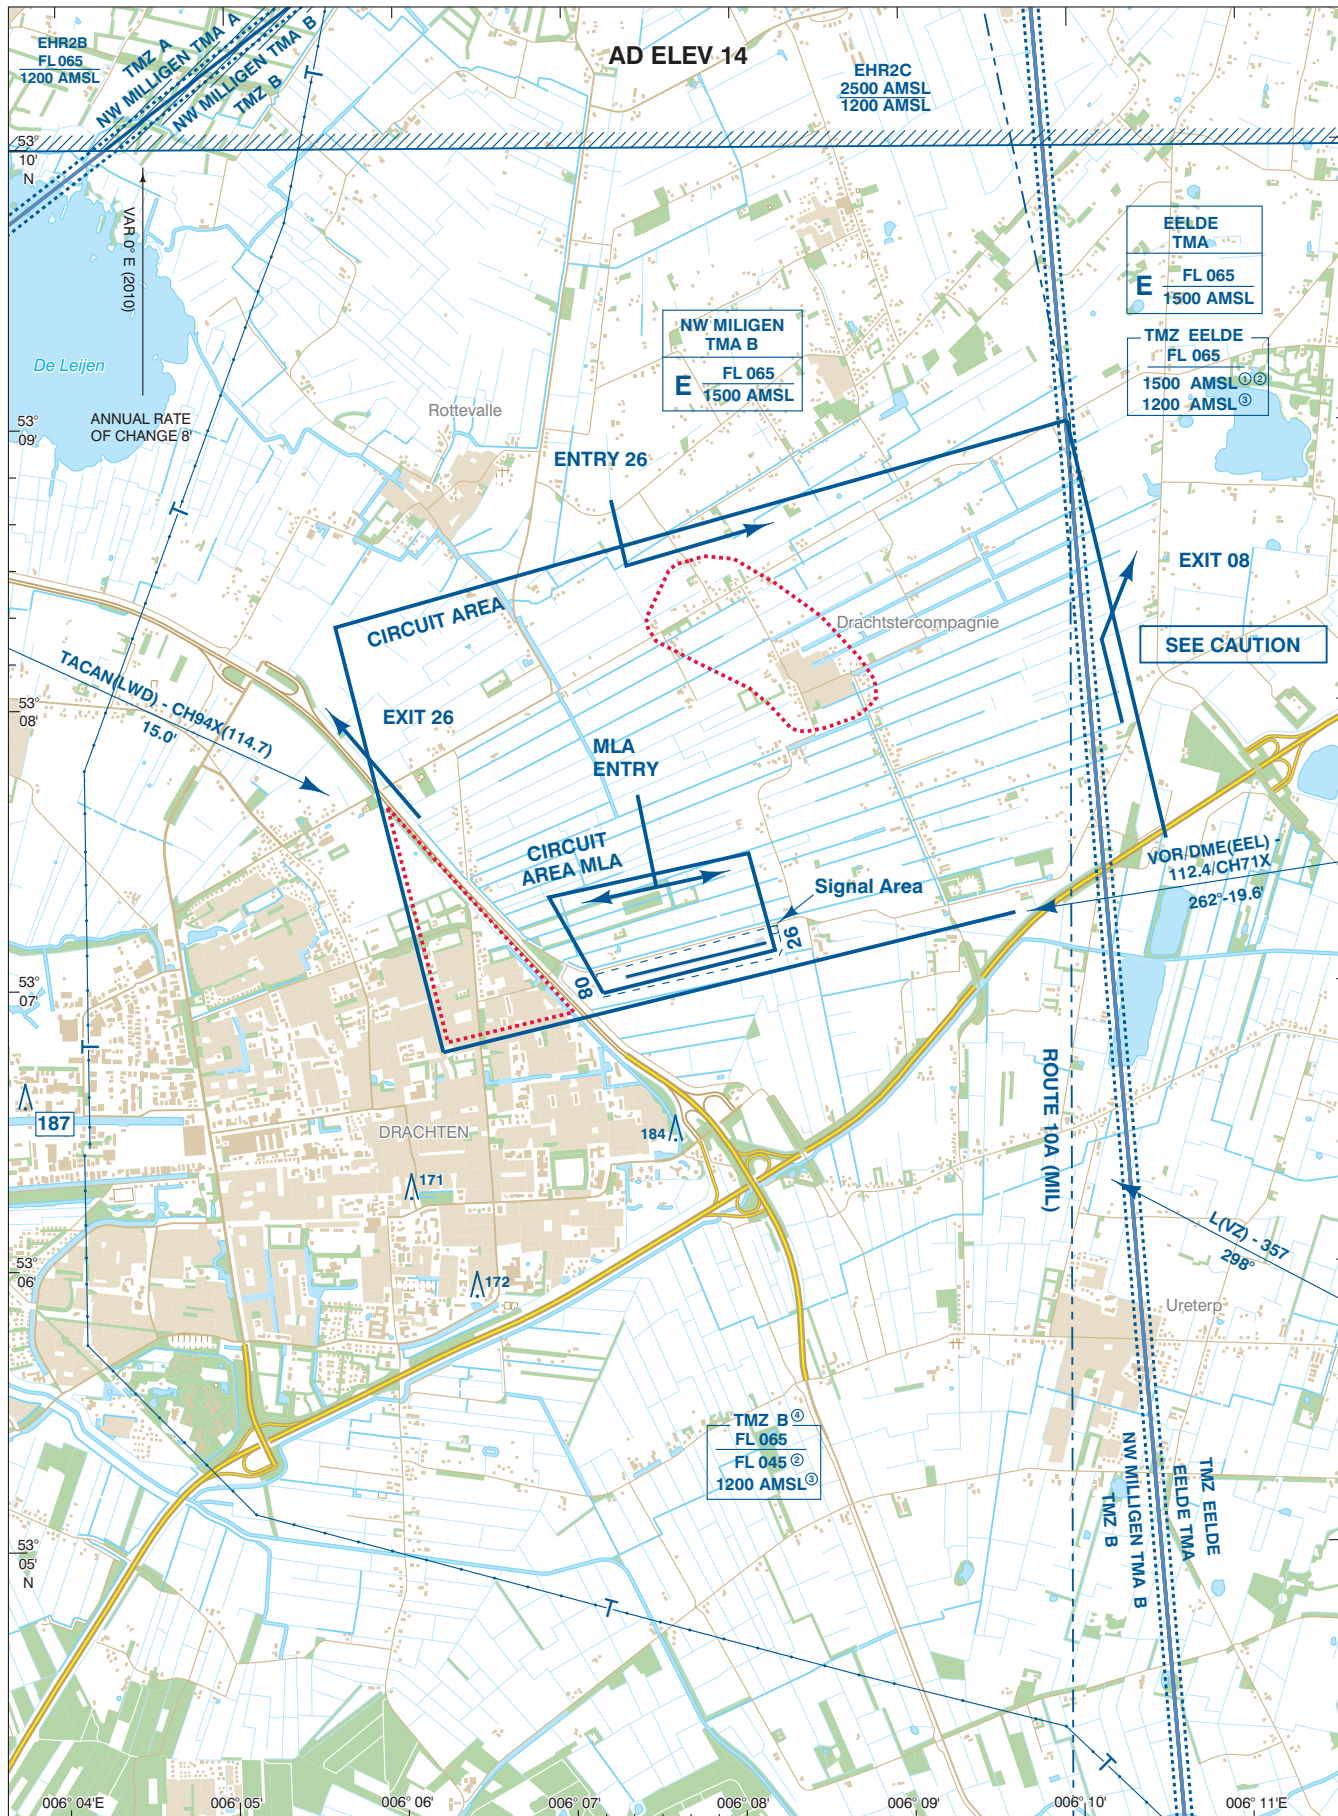 AD ELEV 14
EHR2B
FL 065
1200 AMSL
TMZ A
NW MILLIGEN TMA A
NW MILLIGEN TMA B
TMZ B
T
EHR2C
2500 AMSL
1200 AMSL
53°
10'
N
VAR 0° E (2010)
ANNUAL RATE
OF CHANGE 8'
De Leijen
EELDE
TMA
E FL 065
1500 AMSL
TMZ EELDE
FL 065
1500 AMSL ① ②
1200 AMSL ③
NW MILIGEN
TMA B
E FL 065
1500 AMSL
Rottevalle
53°
09'
ENTRY 26
T
EXIT 08
CIRCUIT AREA
Drachtstercompagnie
SEE CAUTION
TACAN(LWD) - CH94X(114.7)
15.0'
53°
08'
EXIT 26
MLA
ENTRY
CIRCUIT
AREA MLA
Signal Area
VOR/DME(EEL) -
112.4/CH71X
262°-19.6'
26
08
53°
07'
T
ROUTE 10A (MIL)
187
DRACHTEN
184
171
L(VZ) - 357
298°
53°
06'
172
Ureterp
TMZ B ④
FL 065
FL 045 ②
1200 AMSL ③
TMZ EELDE
EELDE TMA
NW MILLIGEN TMA B
TMZ B
53°
05'
N
T
T
006° 04'E
006° 05'
006° 06'
006° 07'
006° 08'
006° 09'
006° 10'
006° 11'E